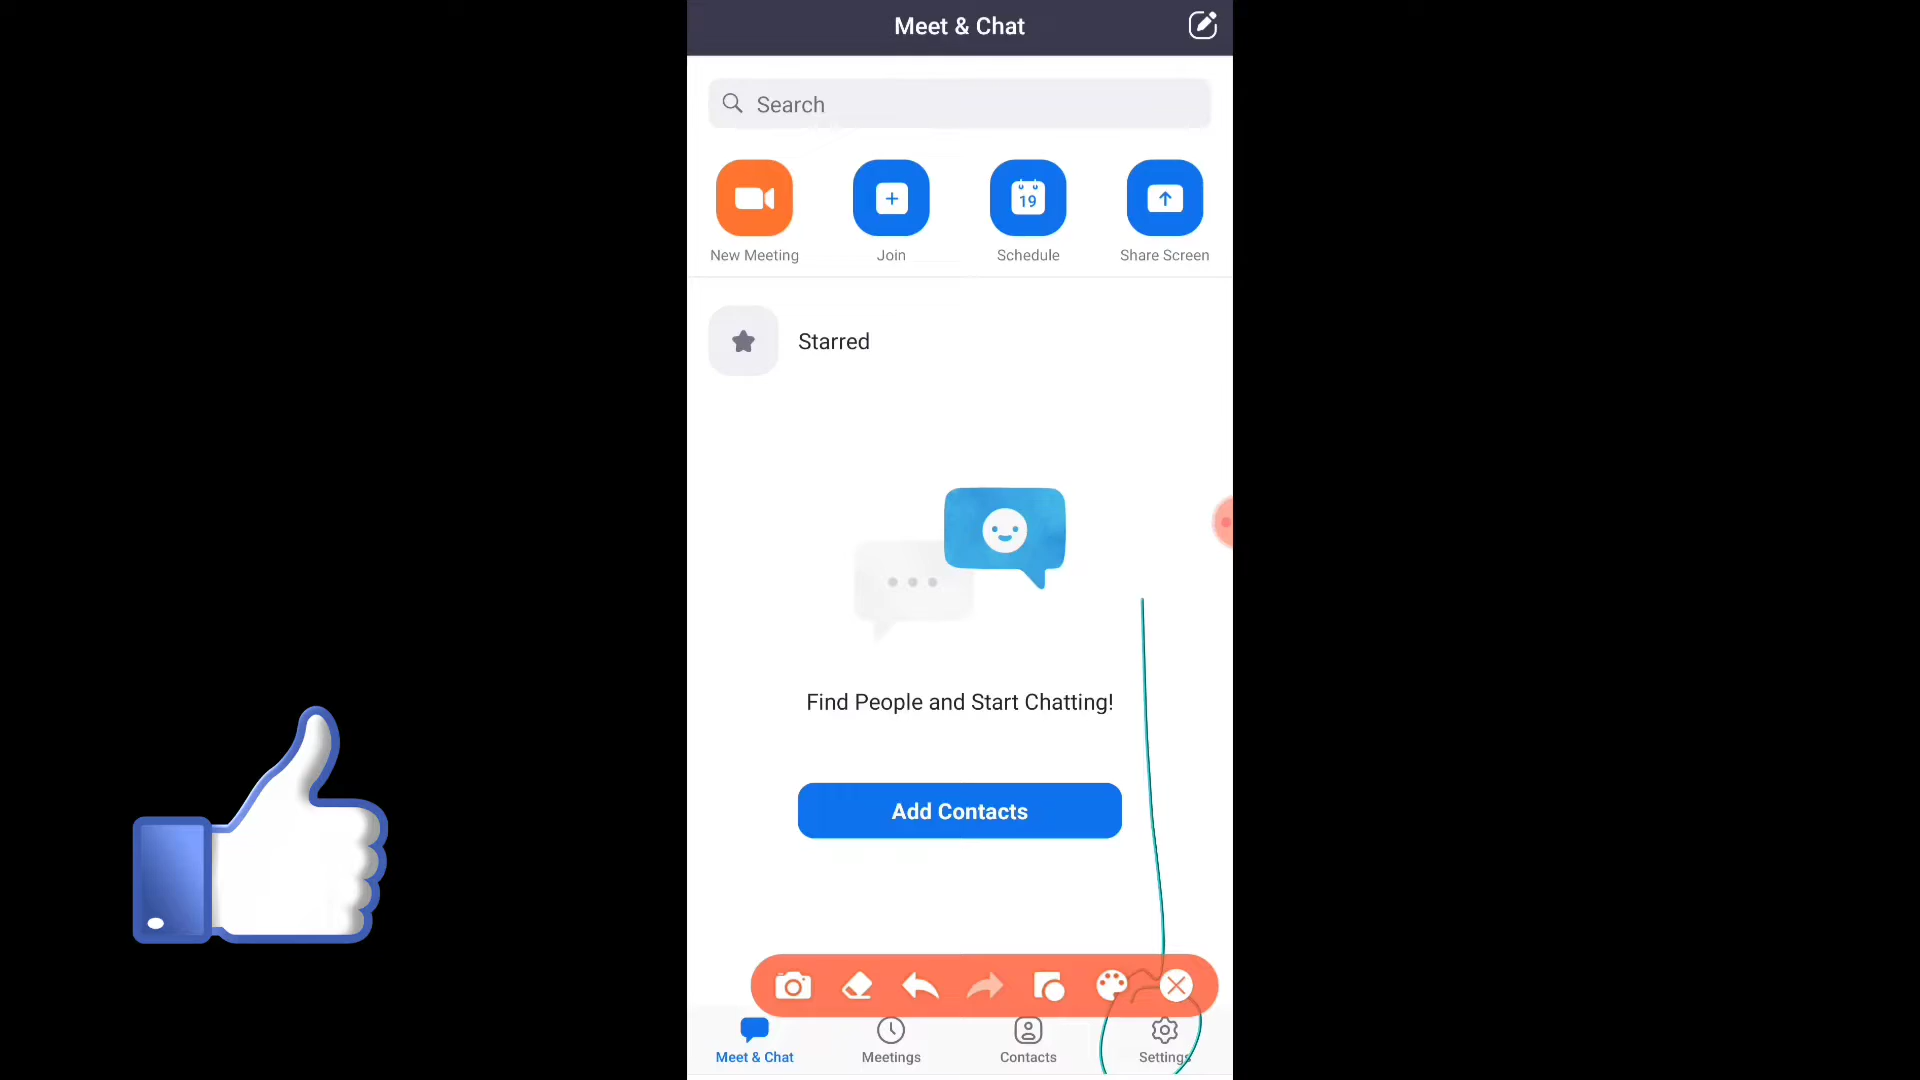 Meet & Chat
Search
19
New Meeting
Join
Schedule
Share Screen
Starred
Find People and Start Chatting!
Add Contacts
Meet & Chat
Meetings
Contacts
Settings